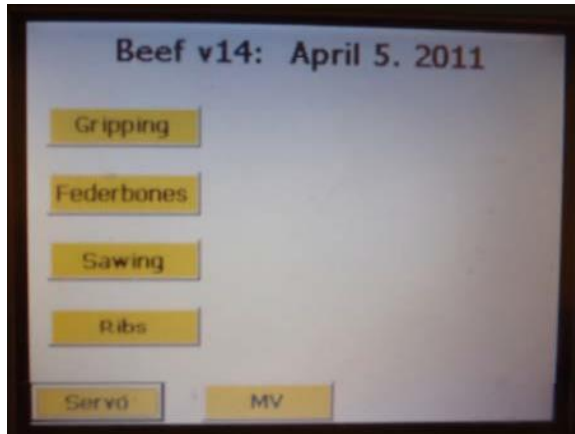 Beef v14: April 5. 2011
Gripping
Federbones
Sawing
Ribs
Servo MV